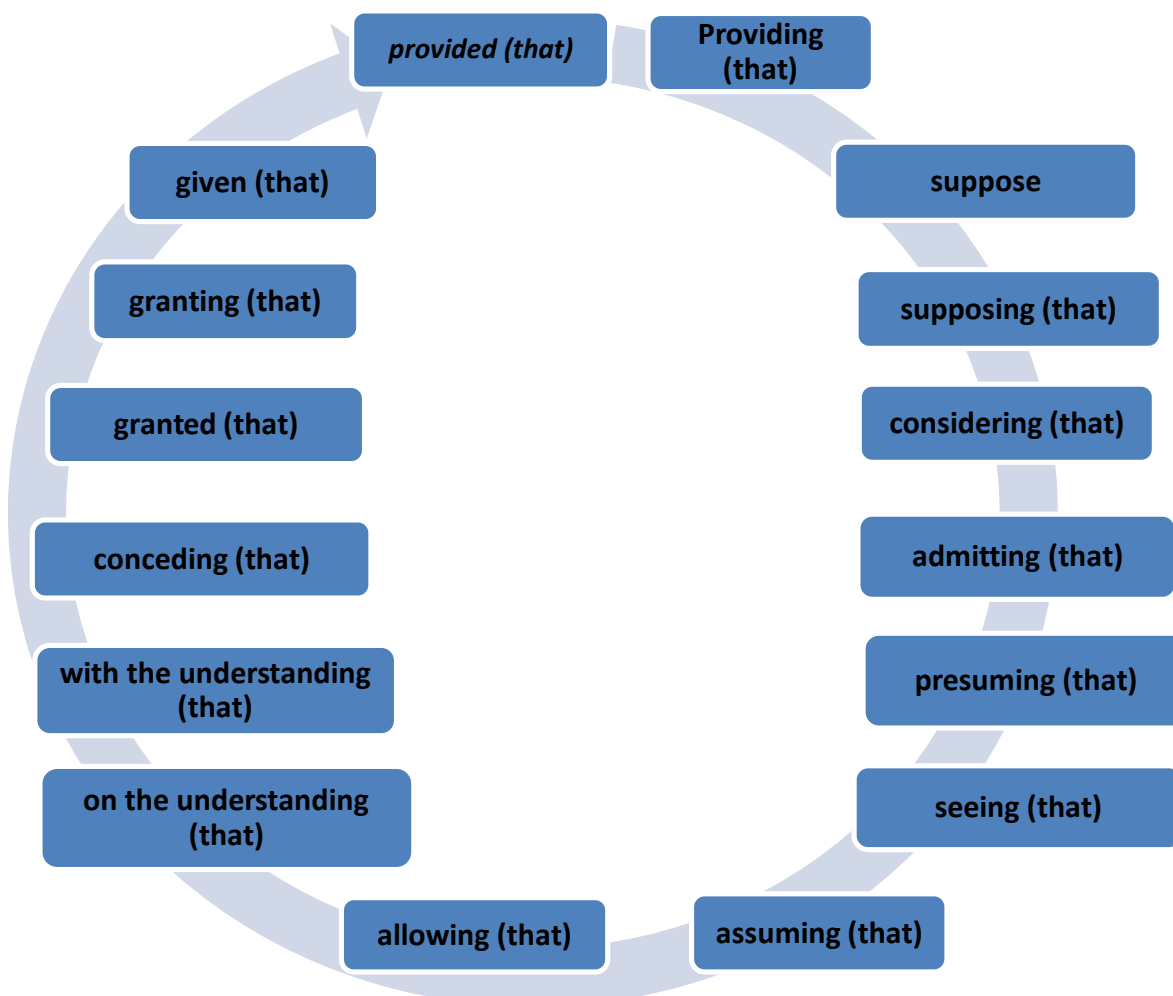 provided (that)
Providing
(that)
suppose
supposing (that)
considering (that)
admitting (that)
presuming (that)
seeing (that)
assuming (that)
allowing (that)
on the understanding
(that)
with the understanding
(that)
conceding (that)
granted (that)
granting (that)
given (that)